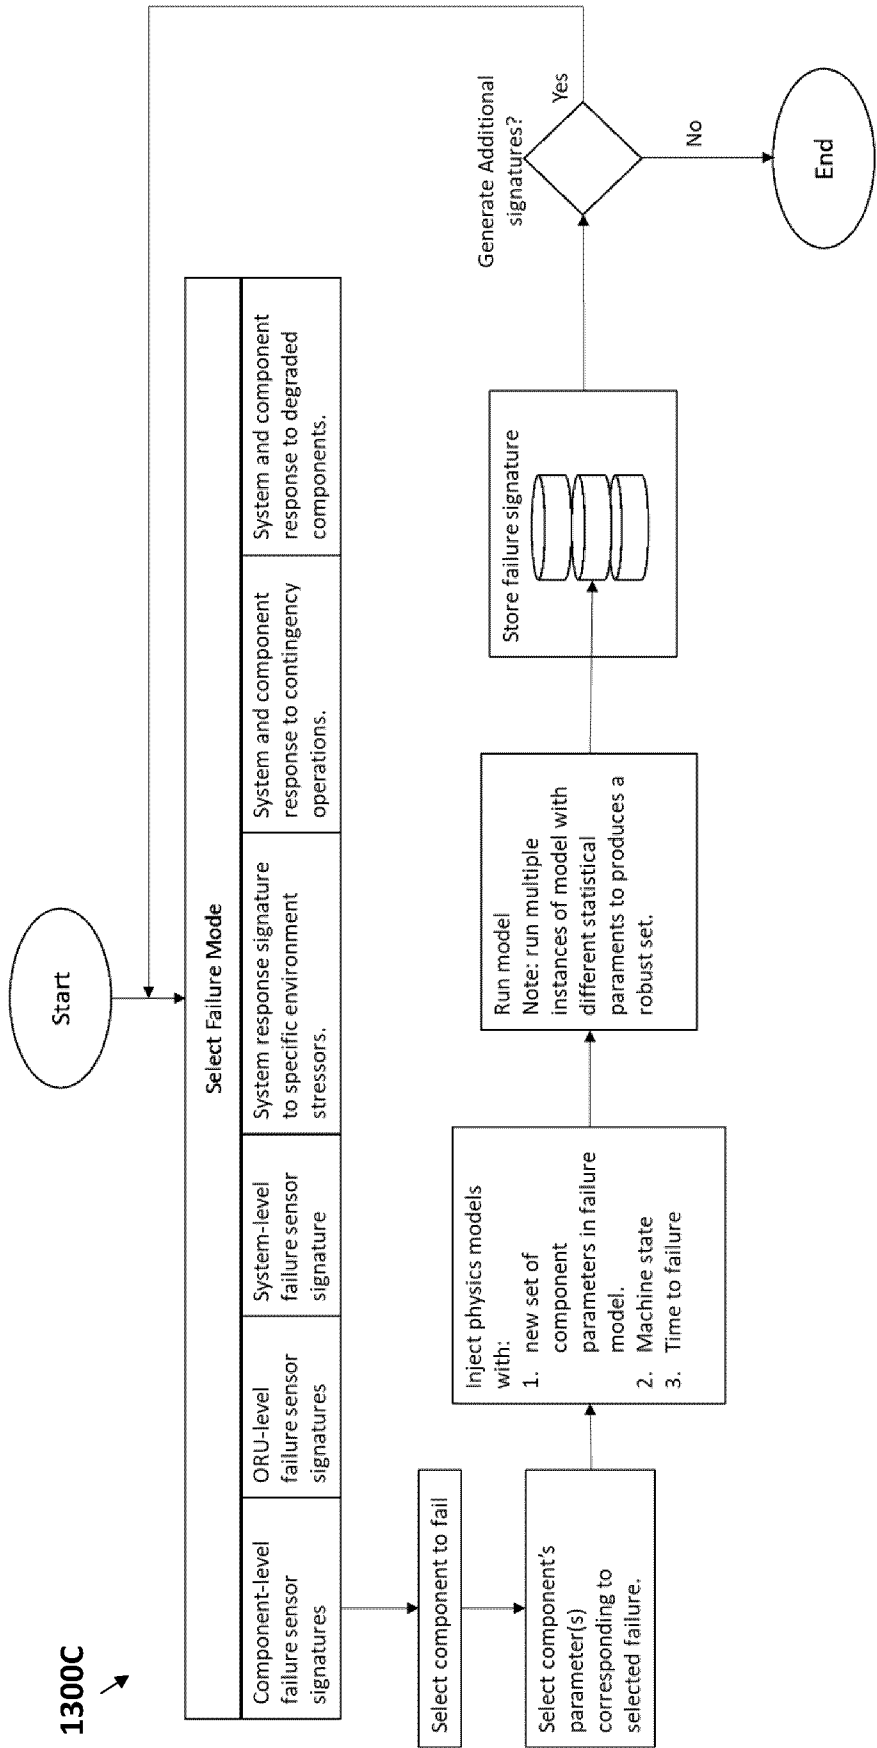 1300C
Start
Select Failure Mode
Component-level
failure sensor
signatures
ORU-level
failure sensor
signatures
System-level
failure sensor
signature
System response signature
to specific environment
stressors.
System and component
response to contingency
operations.
System and component
response to degraded
components.
Select component to fail
Select component's
parameter(s)
corresponding to
selected failure.
Inject physics models
with:
1. new set of
component
parameters in failure
model.
2. Machine state
3. Time to failure
Run model
Note: run multiple
instances of model with
different statistical
paraments to produces a
robust set.
Store failure signature
Generate Additional
signatures?
Yes
No
End